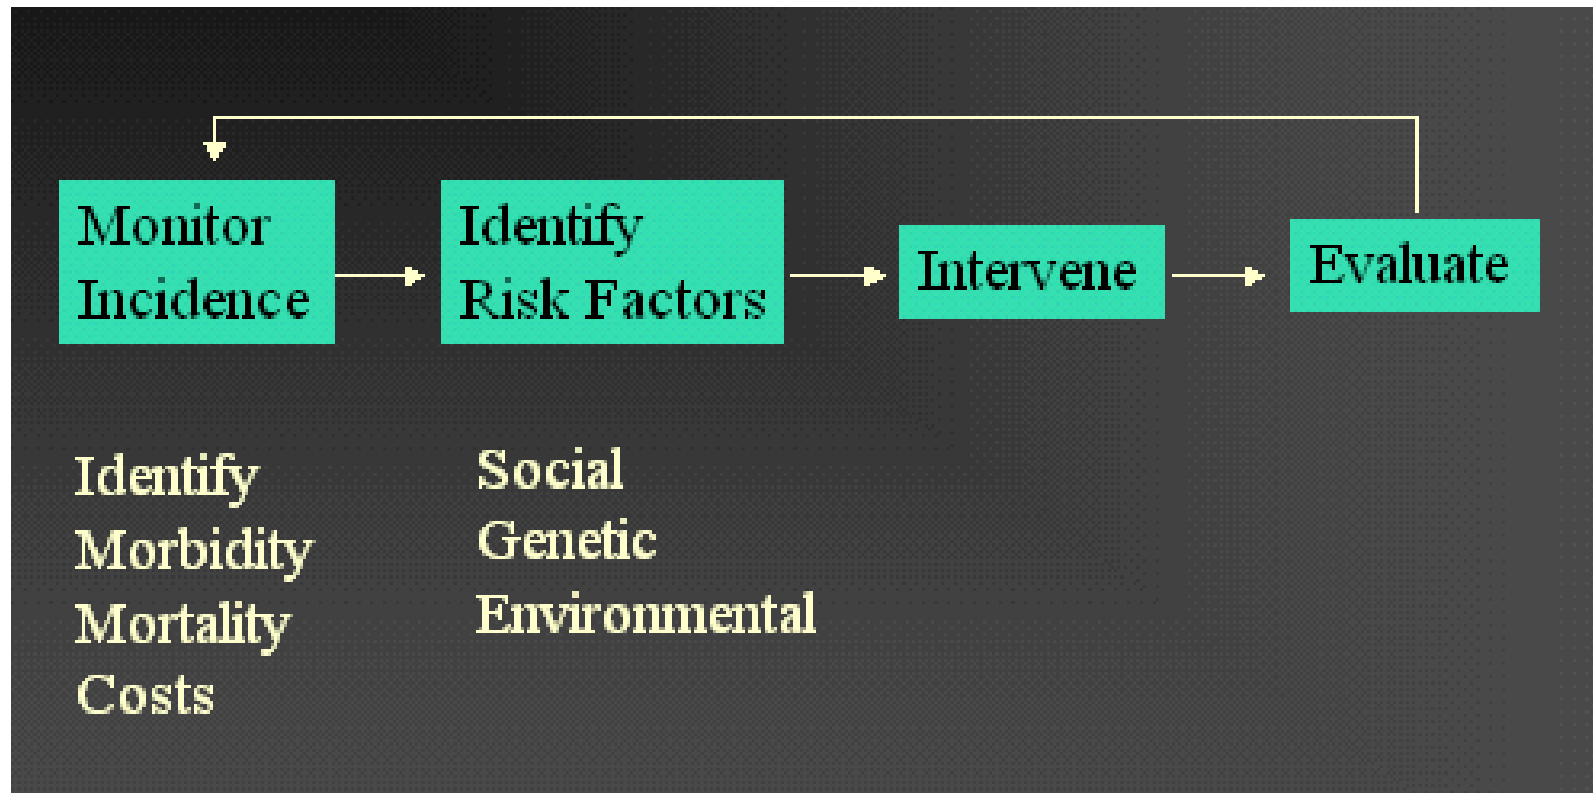 Monitor
Incidence
Identify
Risk Factors
Intervene
Evaluate
Identify
Morbidity
Mortality
Costs
Social
Genetic
Environmental